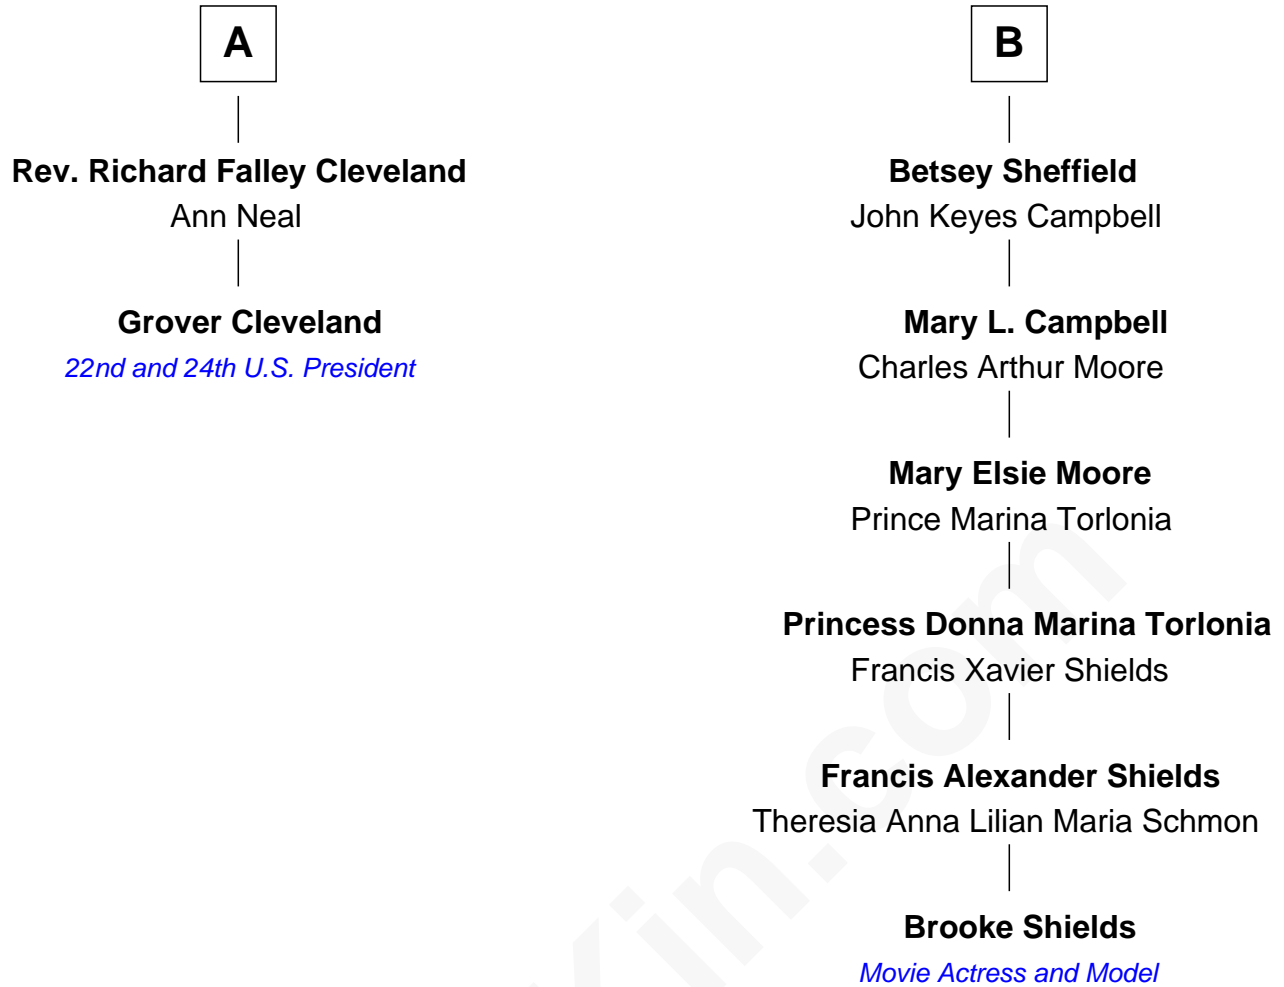 A
Rev. Richard Falley Cleveland
Ann Neal
Grover Cleveland
22nd and 24th U.S. President
B
Betsey Sheffield
John Keyes Campbell
Mary L. Campbell
Charles Arthur Moore
Mary Elsie Moore
Prince Marina Torlonia
Princess Donna Marina Torlonia
Francis Xavier Shields
Francis Alexander Shields
Theresia Anna Lilian Maria Schmon
Brooke Shields
Movie Actress and Model
Kin.com